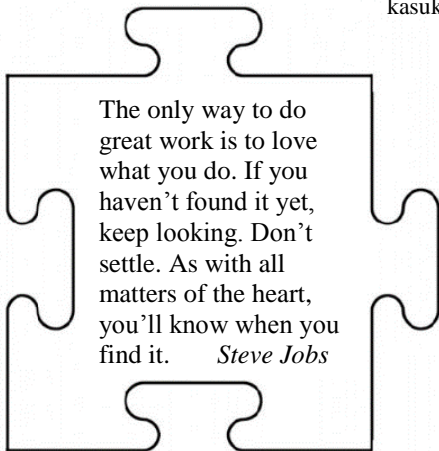 kasuk
The only way to do
great work is to love
what you do. If you
haven’t found it yet,
keep looking. Don’t
settle. As with all
matters of the heart,
you’ll know when you
find it. Steve Jobs